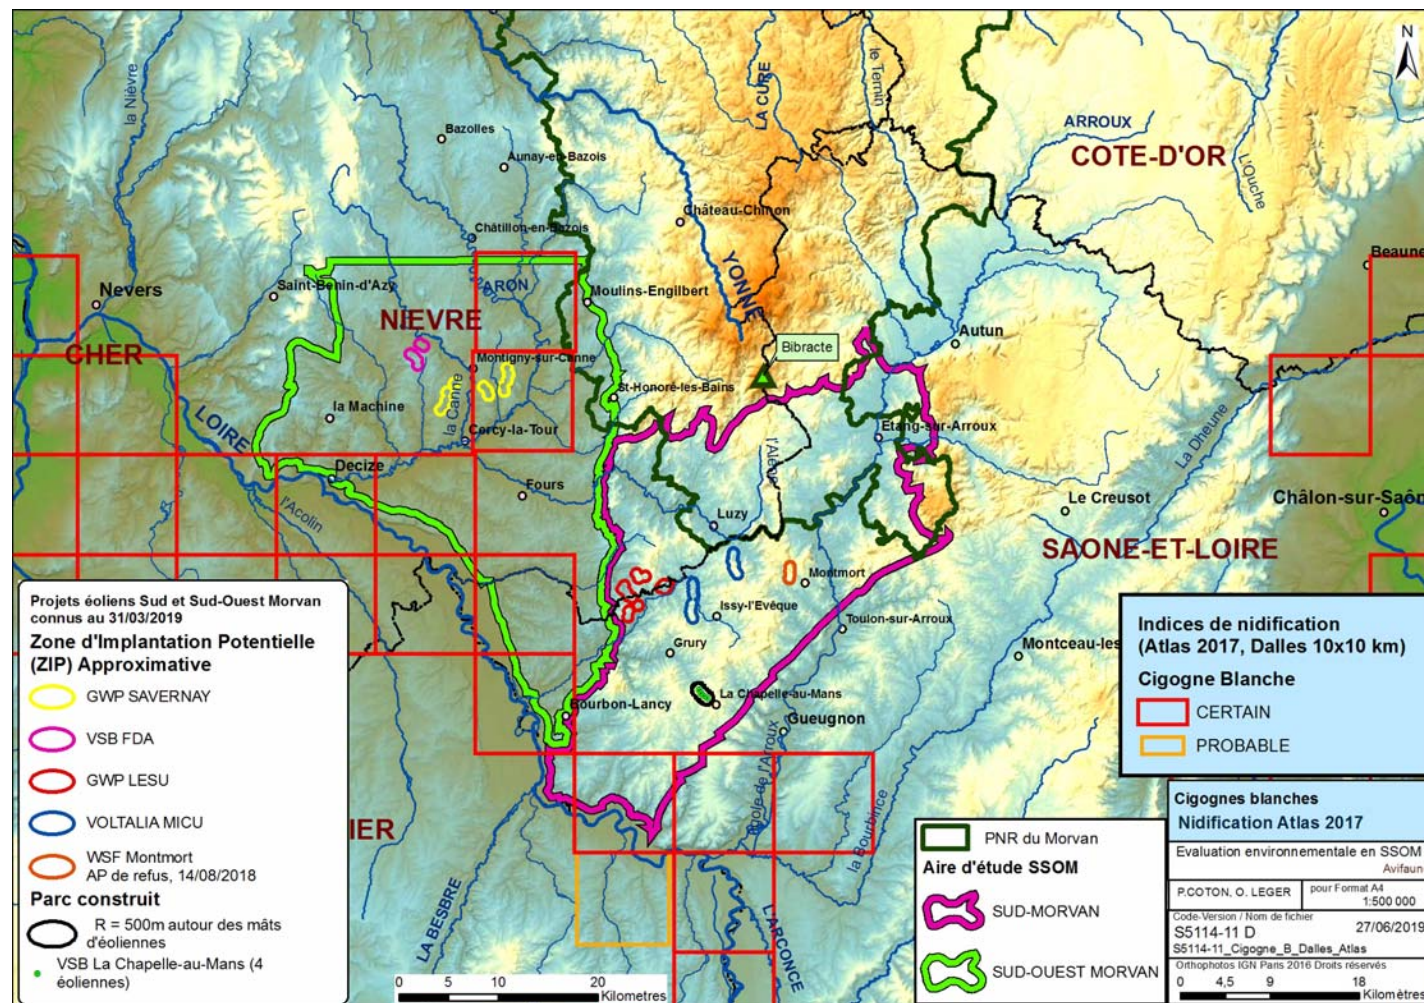 N
la Nièvre
LA CURE
le Ternin
Bazolles
ARROUX
COTE-D'OR
Aunay-en-Bazois
L'Ouche
Château-Chinon
Châtillon-en-Bazois
YONNE
Beaune
Nevers
Saint-Benin-d'Azy
ARON
Moulins-Engilbert
NIEVRE
Autun
CHER
Bibracte
Montigny-sur-Canne
St-Honoré-les-Bains
la Machine
la Canne
LOIRE
Cercy-la-Tour
Etang-sur-Arroux
La Dheune
Decize
Fours
l'Acolin
Luzy
Le Creusot
Châlon-sur-Saôn
SAONE-ET-LOIRE
Montmort
Issy-l'Evêque
Toulon-sur-Arroux
Grury
Montceau-les
La Chapelle-au-Mans
Bourbon-Lancy
Gueugnon
la Bourbince
IER
LA BESBRE
L'ARCONCE
Projets éoliens Sud et Sud-Ouest Morvan
connus au 31/03/2019
Zone d'Implantation Potentielle
(ZIP) Approximative
GWP SAVERNAY
VSB FDA
GWP LESU
VOLTALIA MICU
WSF Montmort
AP de refus, 14/08/2018
Parc construit
R = 500m autour des mâts
d'éoliennes
VSB La Chapelle-au-Mans (4
éoliennes)
0 5 10 20
Kilometres
Indices de nidification
(Atlas 2017, Dalles 10x10 km)
Cigogne Blanche
CERTAIN
PROBABLE
PNR du Morvan
Aire d'étude SSOM
SUD-MORVAN
SUD-OUEST MORVAN
Cigognes blanches
Nidification Atlas 2017
Evaluation environnementale en SSOM
Avifaun
P.COTON, O. LEGER
pour Format A4
1:500 000
Code-Version / Nom de fichier
S5114-11 D 27/06/2019
S5114-11_Cigogne_B_Dalles_Atlas
Orthophotos IGN Paris 2016 Droits réservés
0 4,5 9 18
Kilomètres